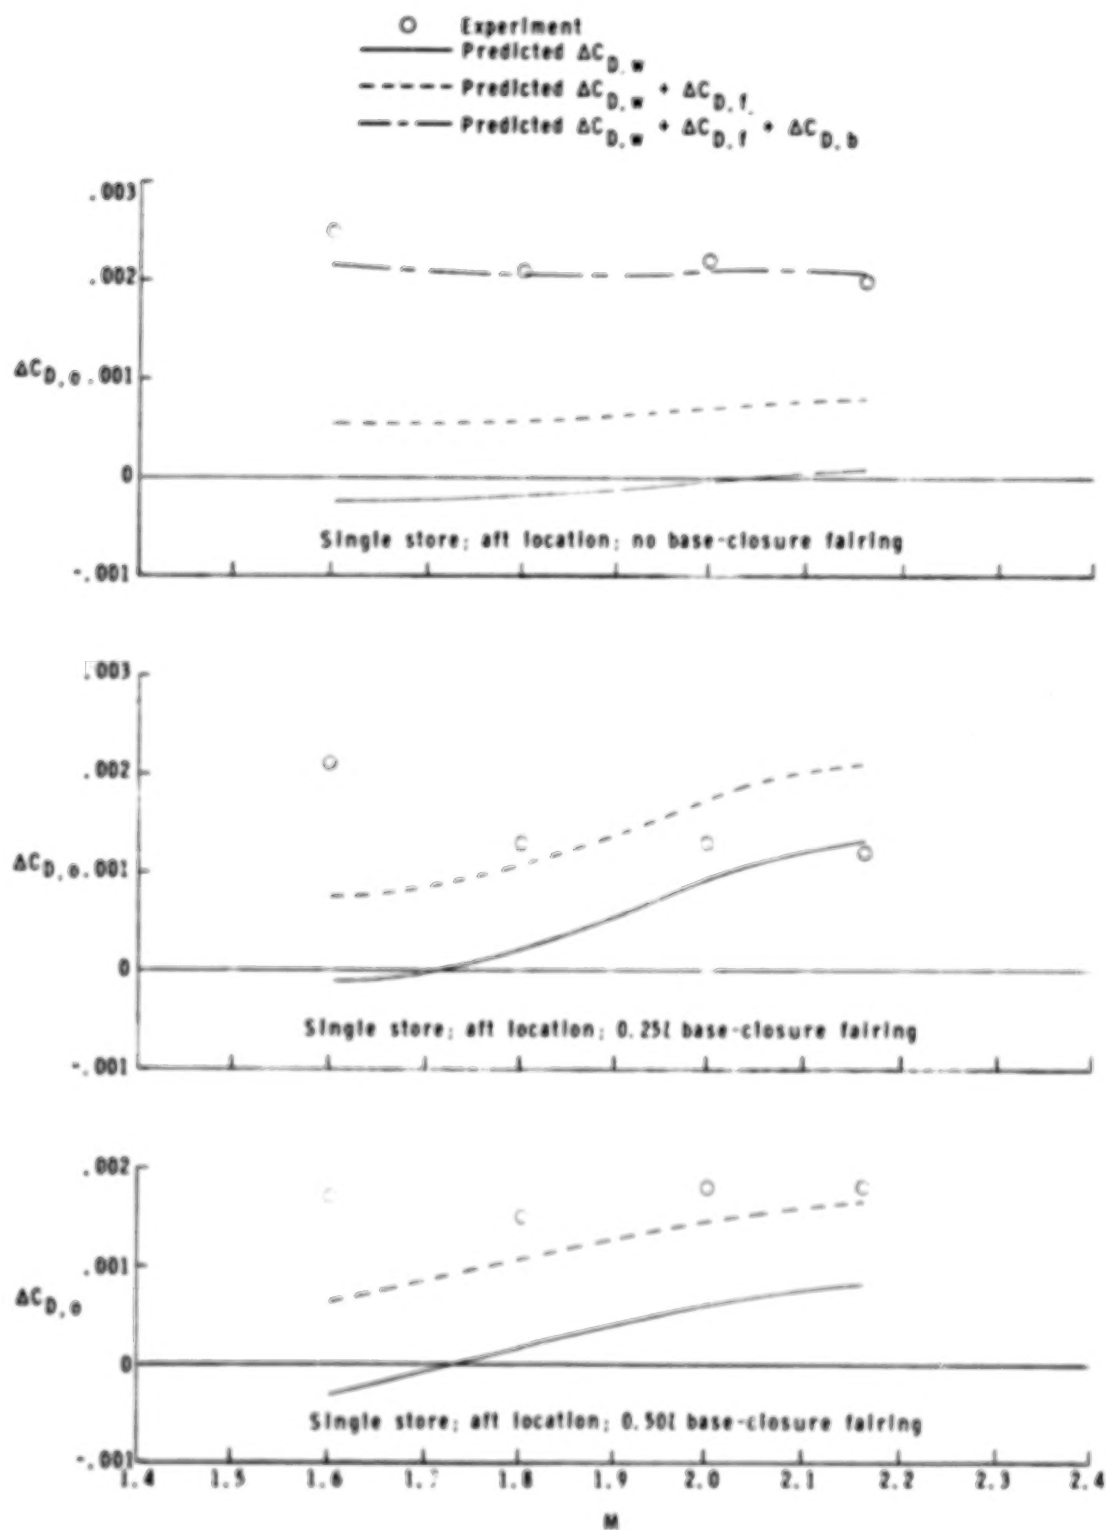 Experiment
Predicted ΔC_D,w
Predicted ΔC_D,w + ΔC_D,f
Predicted ΔC_D,w + ΔC_D,f + ΔC_D,b
.003
.002
ΔC_D,o .001
0
Single store; aft location; no base-closure fairing
-.001
.003
.002
ΔC_D,o .001
0
Single store; aft location; 0.25l base-closure fairing
-.001
.002
.001
ΔC_D,o
0
Single store; aft location; 0.50l base-closure fairing
-.001
1.4 1.5 1.6 1.7 1.8 1.9 2.0 2.1 2.2 2.3 2.4
M